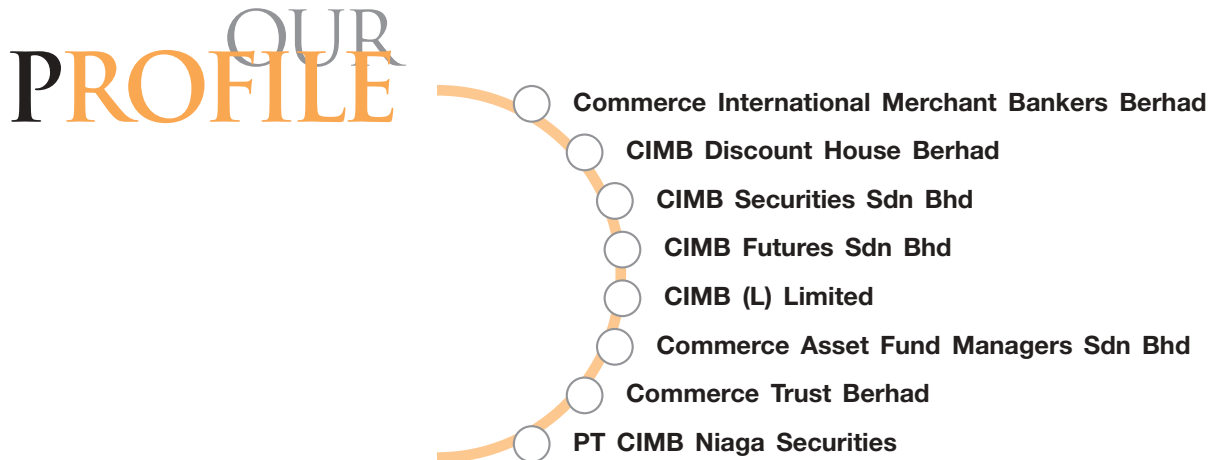 OUR
PROFILE
Commerce International Merchant Bankers Berhad
CIMB Discount House Berhad
CIMB Securities Sdn Bhd
CIMB Futures Sdn Bhd
CIMB (L) Limited
Commerce Asset Fund Managers Sdn Bhd
Commerce Trust Berhad
PT CIMB Niaga Securities